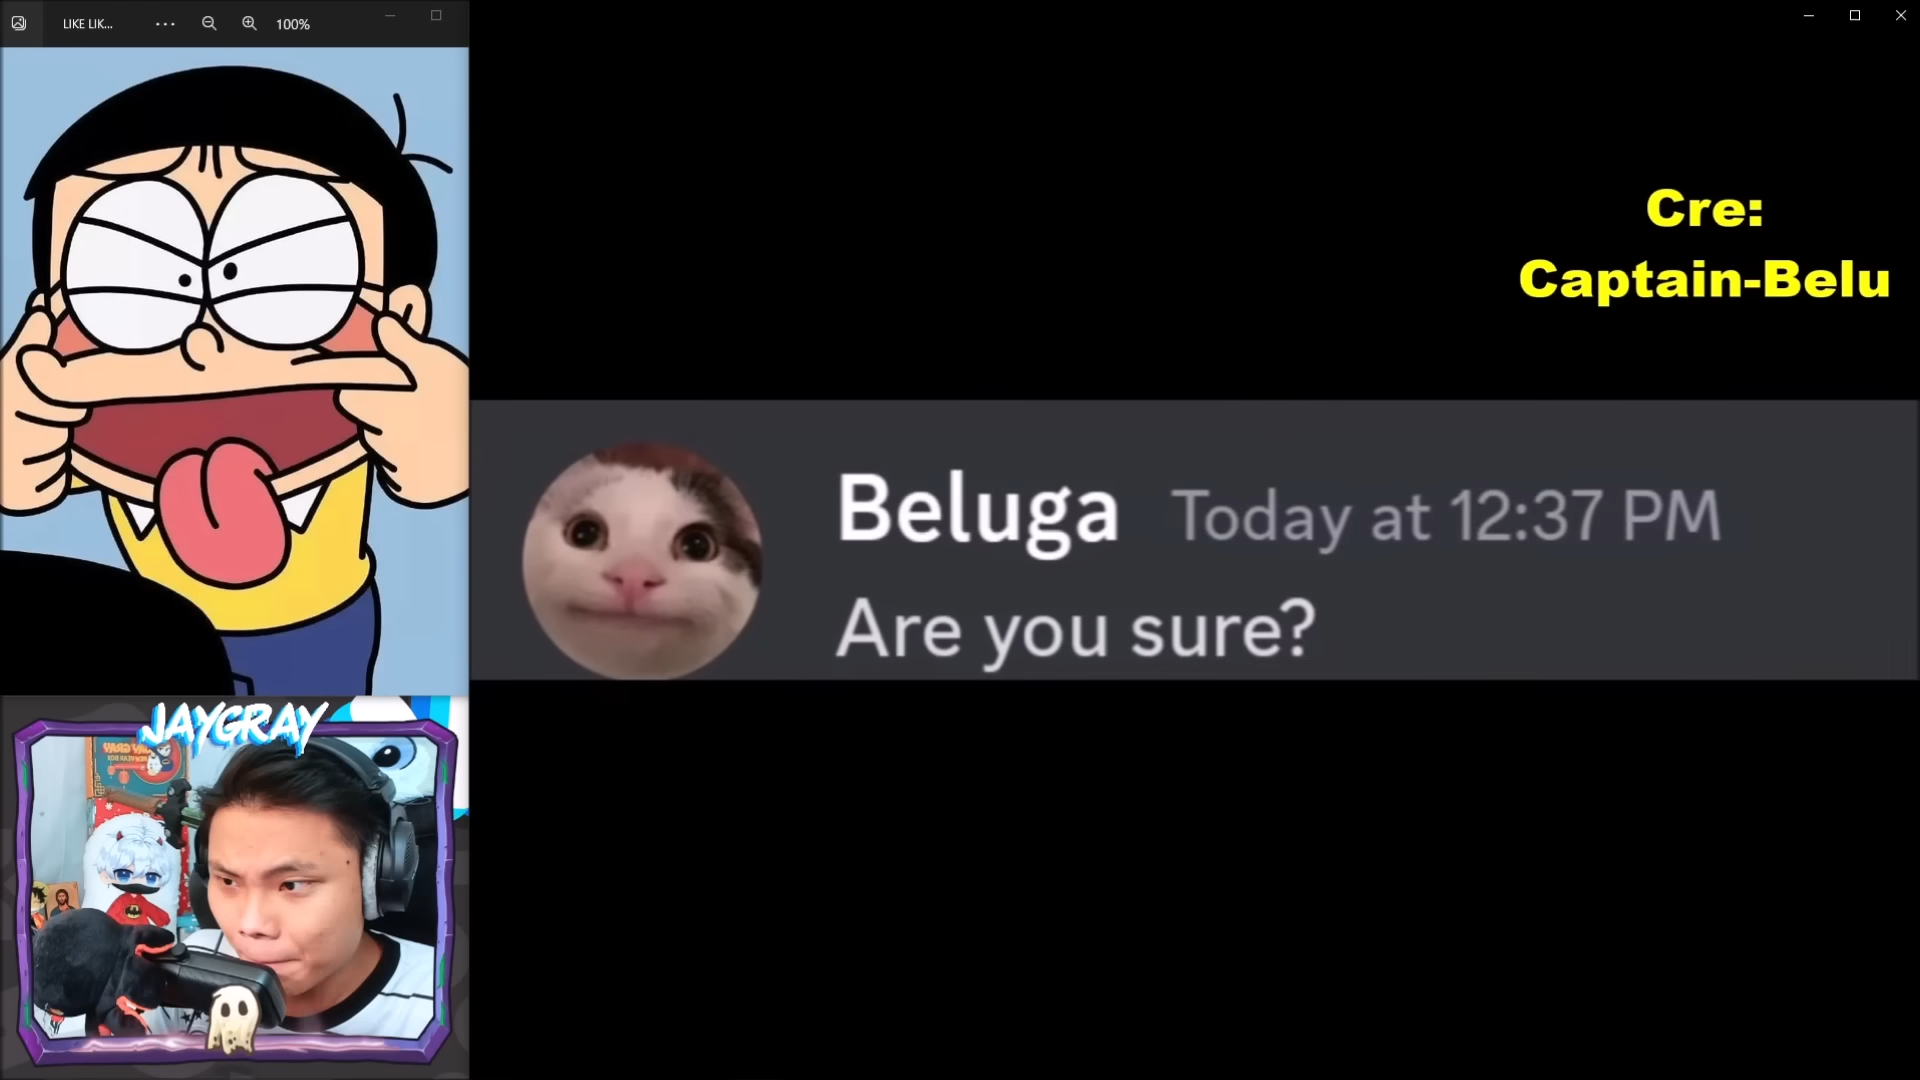 LIKE LIK...
100%
Cre:
Captain-Belu
Beluga Today at 12:37 PM
Are you sure?
JAYGRAY